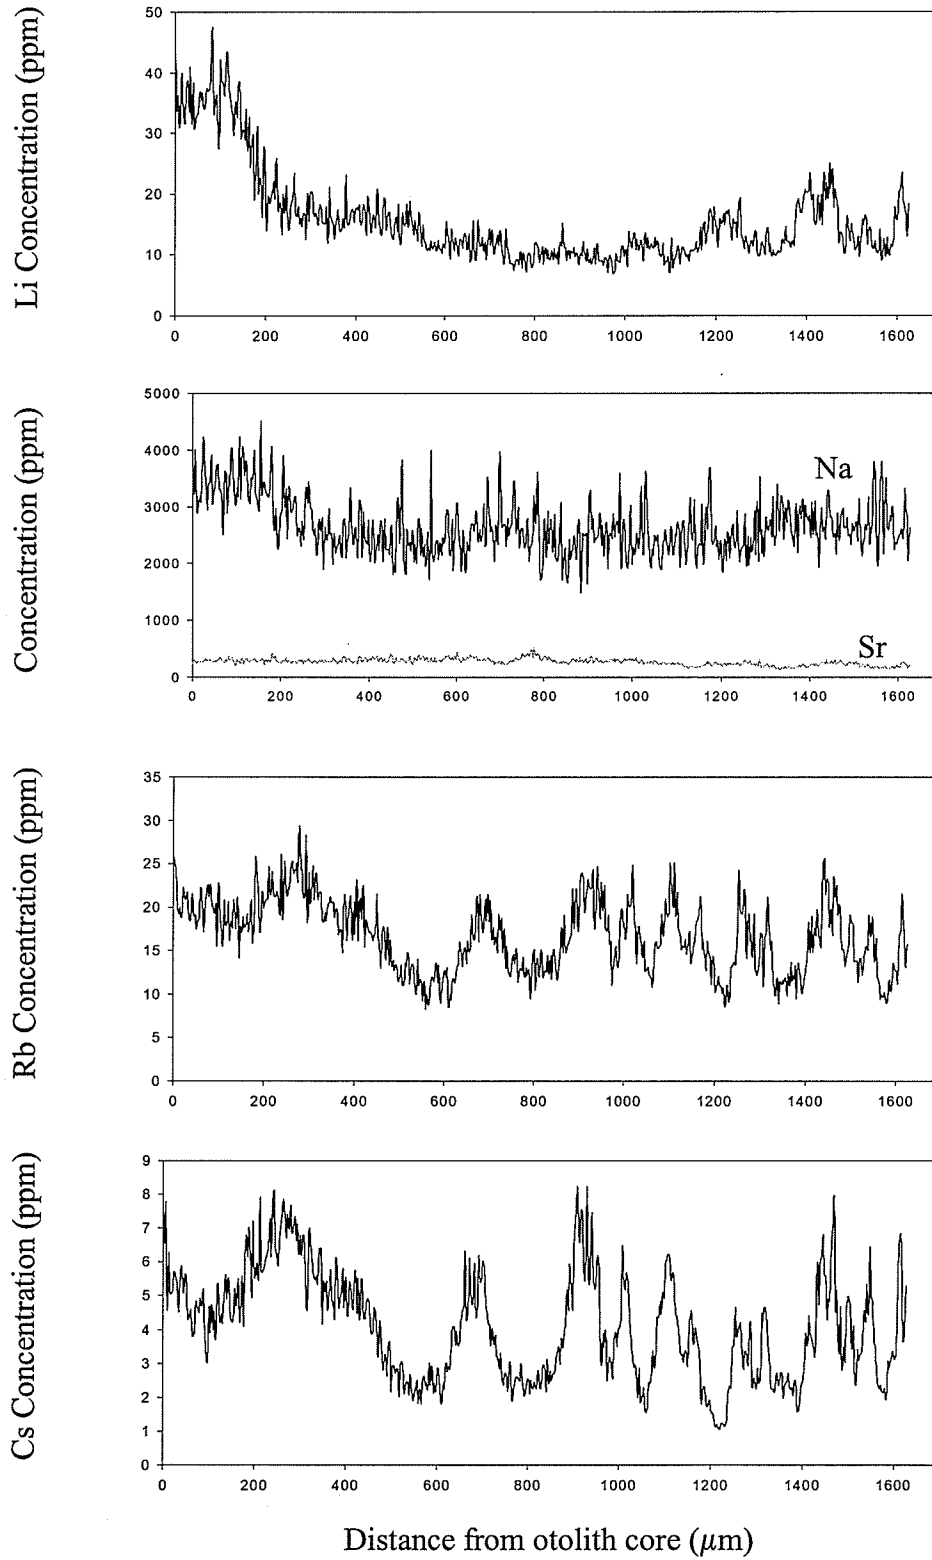 Li Concentration (ppm)
50
40
30
20
10
0
0 200 400 600 800 1000 1200 1400 1600
Concentration (ppm)
5000
4000
3000
2000
1000
0
Na
Sr
0 200 400 600 800 1000 1200 1400 1600
Rb Concentration (ppm)
35
30
25
20
15
10
5
0
0 200 400 600 800 1000 1200 1400 1600
Cs Concentration (ppm)
9
8
7
6
5
4
3
2
1
0
0 200 400 600 800 1000 1200 1400 1600
Distance from otolith core (μm)